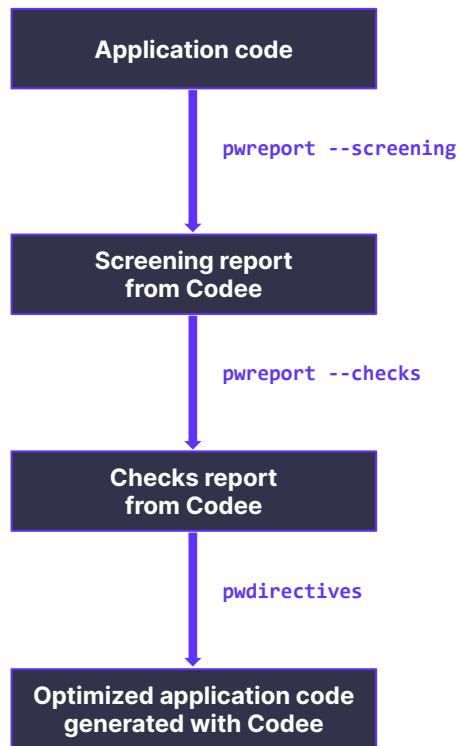 Application code
pwreport --screening
Screening report
from Codee
pwreport --checks
Checks report
from Codee
pwdirectives
Optimized application code
generated with Codee